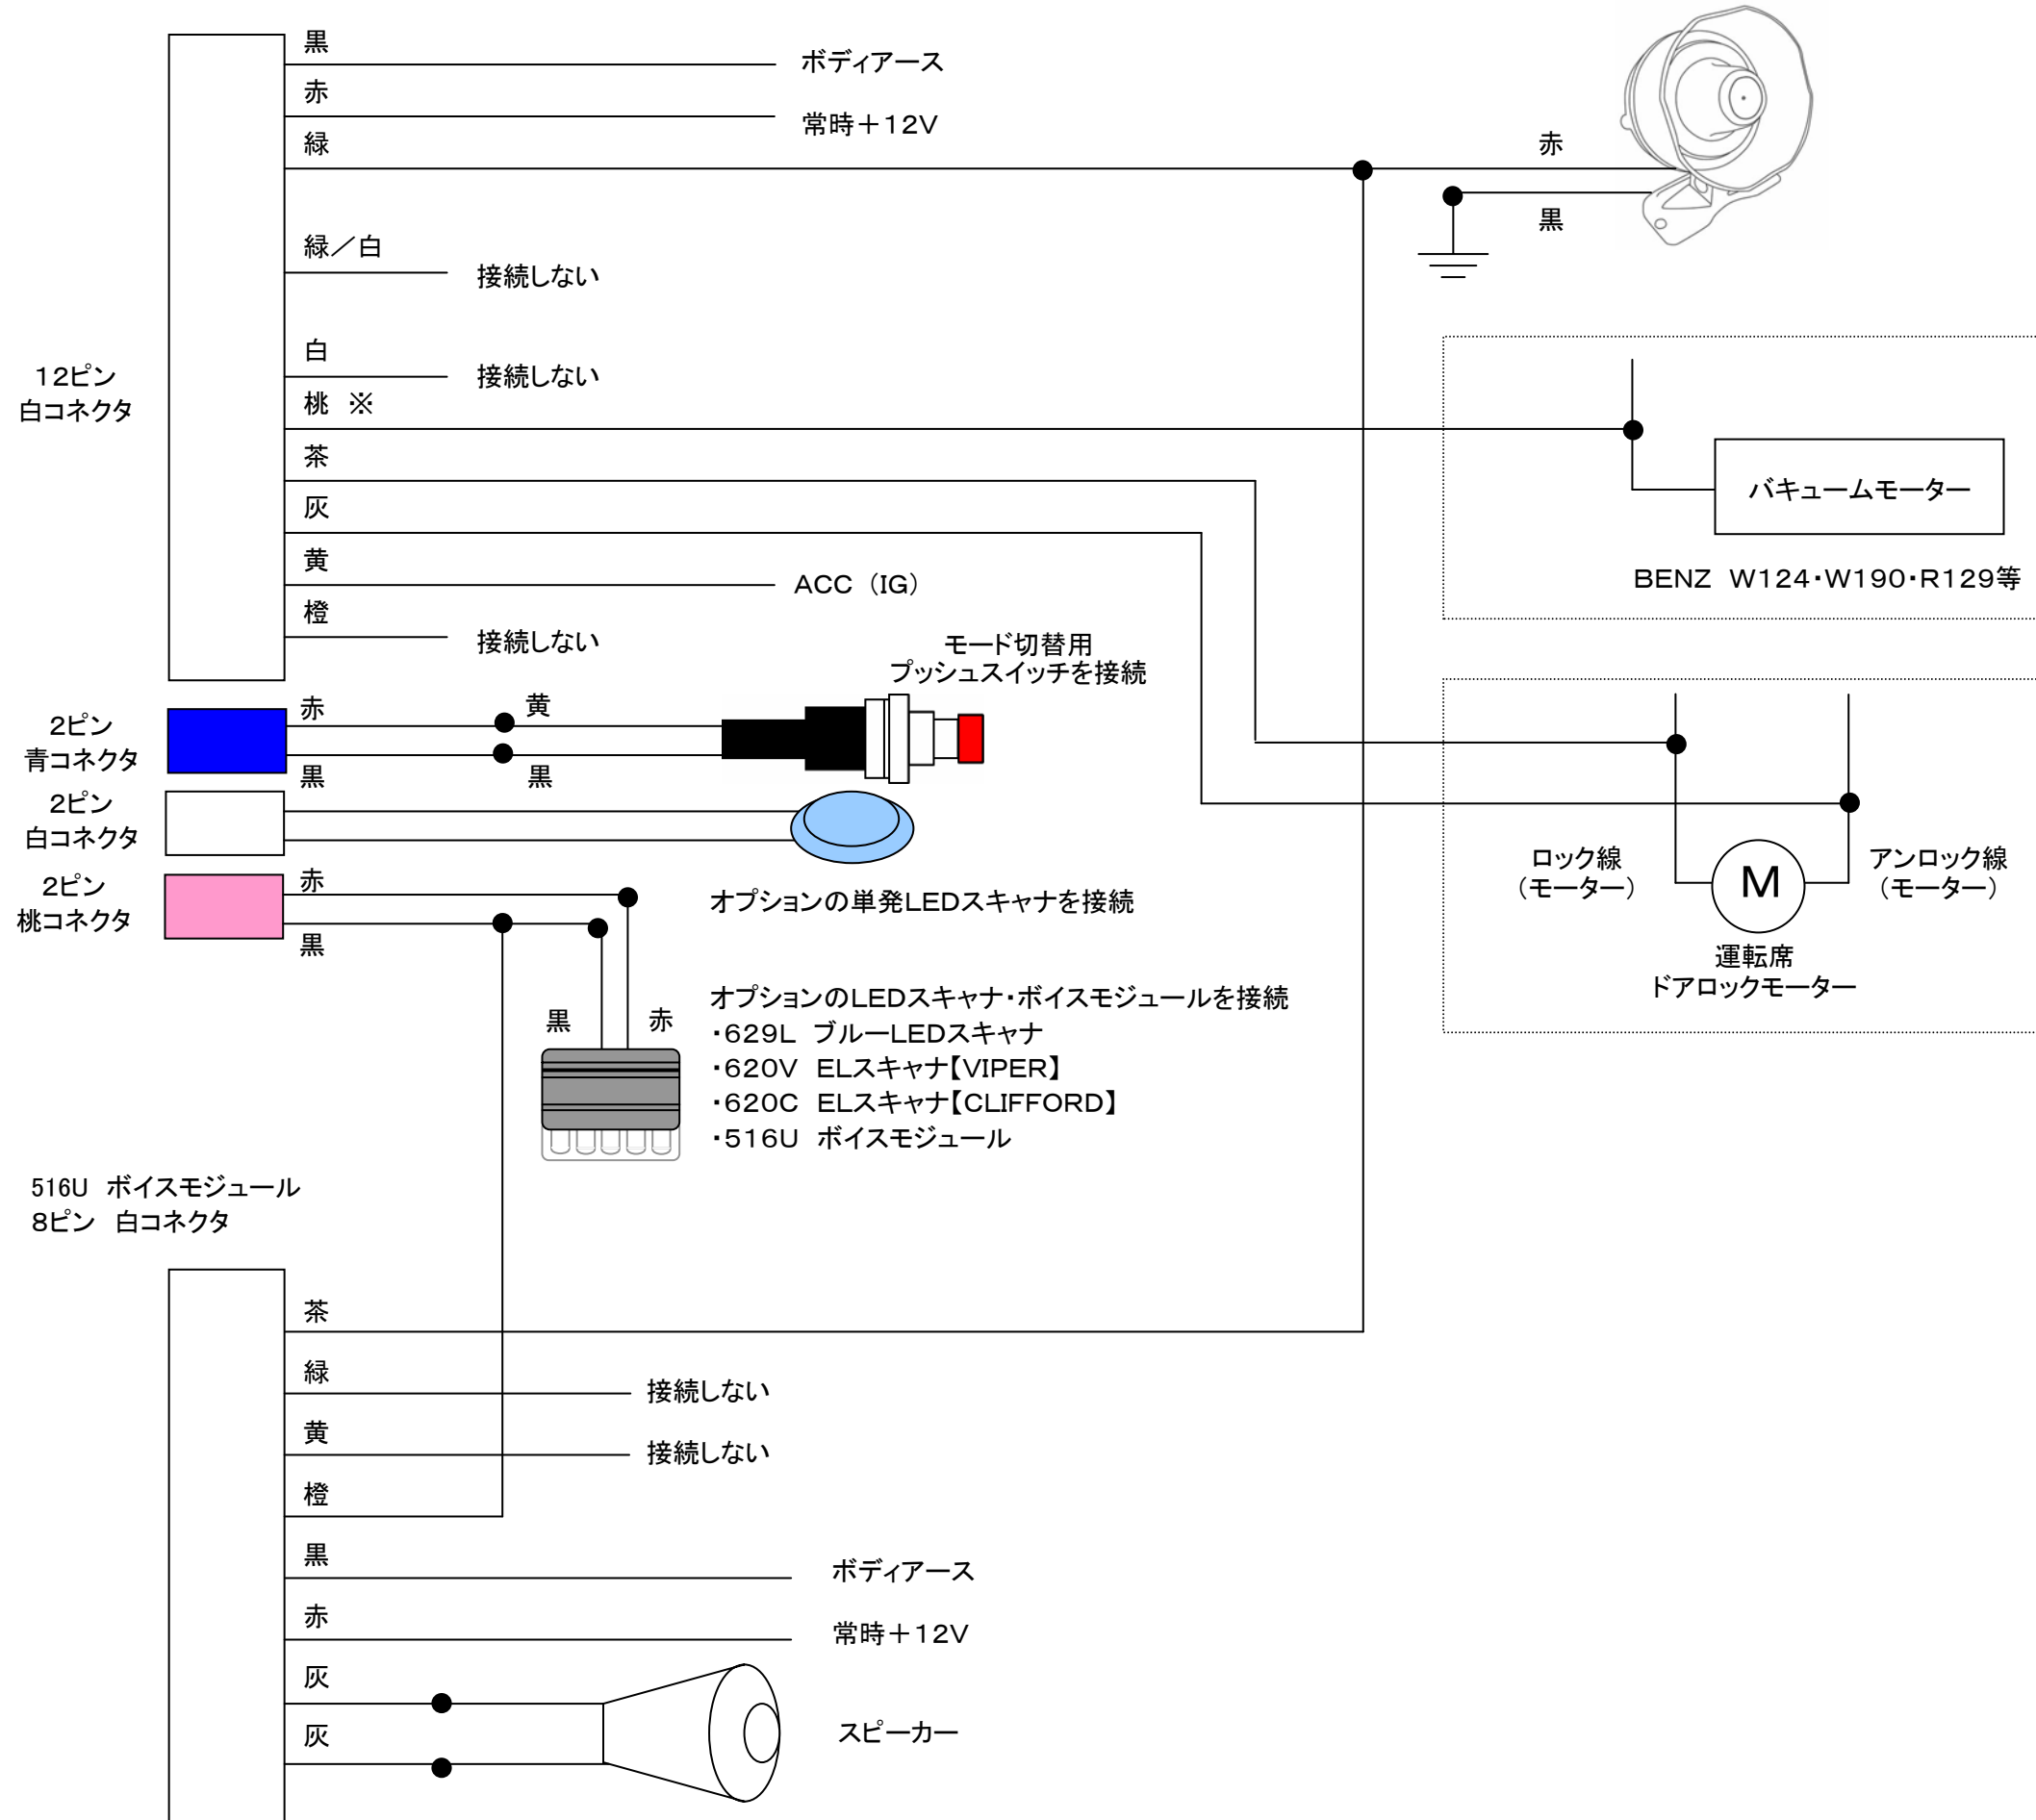 黒
ボディアース
赤
常時＋12V
緑
赤
黒
緑／白
接続しない
白
接続しない
12ピン
白コネクタ
桃 ※
茶
バキュームモーター
灰
黄
ACC（IG）
BENZ W124・W190・R129等
橙
接続しない
モード切替用
プッシュスイッチを接続
2ピン
青コネクタ
赤
黄
黒
黒
2ピン
白コネクタ
2ピン
桃コネクタ
赤
黒
オプションの単発LEDスキャナを接続
ロック線
（モーター）
M
アンロック線
（モーター）
運転席
ドアロックモーター
黒
赤
オプションのLEDスキャナ・ボイスモジュールを接続
・629L ブルーLEDスキャナ
・620V ELスキャナ【VIPER】
・620C ELスキャナ【CLIFFORD】
・516U ボイスモジュール
516U ボイスモジュール
8ピン 白コネクタ
茶
緑
接続しない
黄
接続しない
橙
黒
ボディアース
赤
常時＋12V
灰
灰
スピーカー